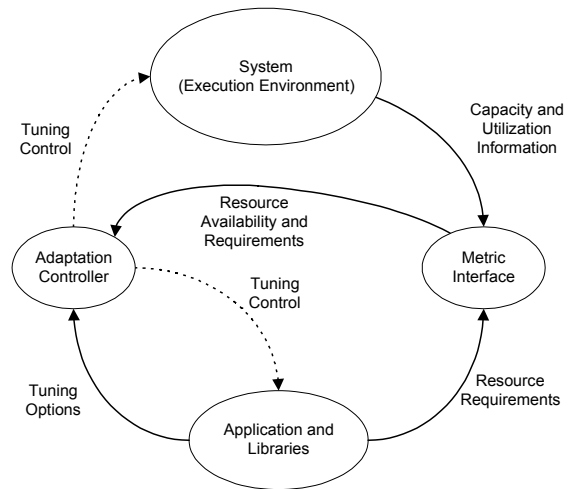 System
(Execution Environment)
Tuning
Control
Capacity and
Utilization
Information
Resource
Availability and
Requirements
Adaptation
Controller
Metric
Interface
Tuning
Control
Tuning
Options
Resource
Requirements
Application and
Libraries